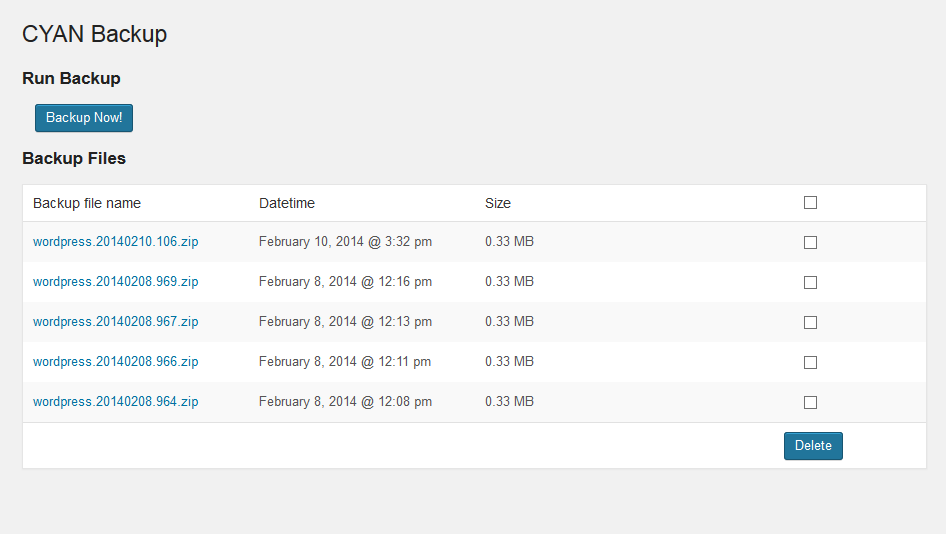 CYAN Backup
Run Backup
Backup Now!
Backup Files
Backup file name Datetime Size
wordpress.20140210.106.zip February 10, 2014 @ 3:32 pm 0.33 MB
wordpress.20140208.969.zip February 8, 2014 @ 12:16 pm 0.33 MB
wordpress.20140208.967.zip February 8, 2014 @ 12:13 pm 0.33 MB
wordpress.20140208.966.zip February 8, 2014 @ 12:11 pm 0.33 MB
wordpress.20140208.964.zip February 8, 2014 @ 12:08 pm 0.33 MB
Delete